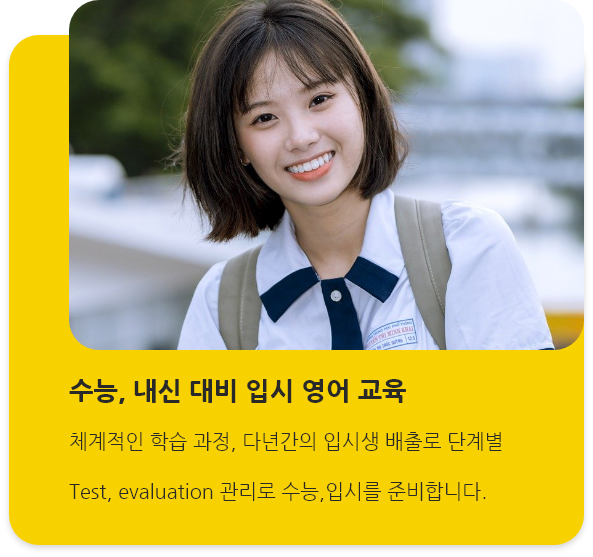 수능, 내신 대비 입시 영어 교육
체계적인 학습 과정, 다년간의 입시생 배출로 단계별
Test, evaluation 관리로 수능,입시를 준비합니다.